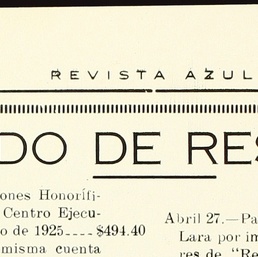 REVISTA AZUL
DO DE RES
ones Honorífi-
Centro Ejecu-
o de 1925____$494.40
misma cuenta
Abril 27.—Pa
Lara por im
res de "Re